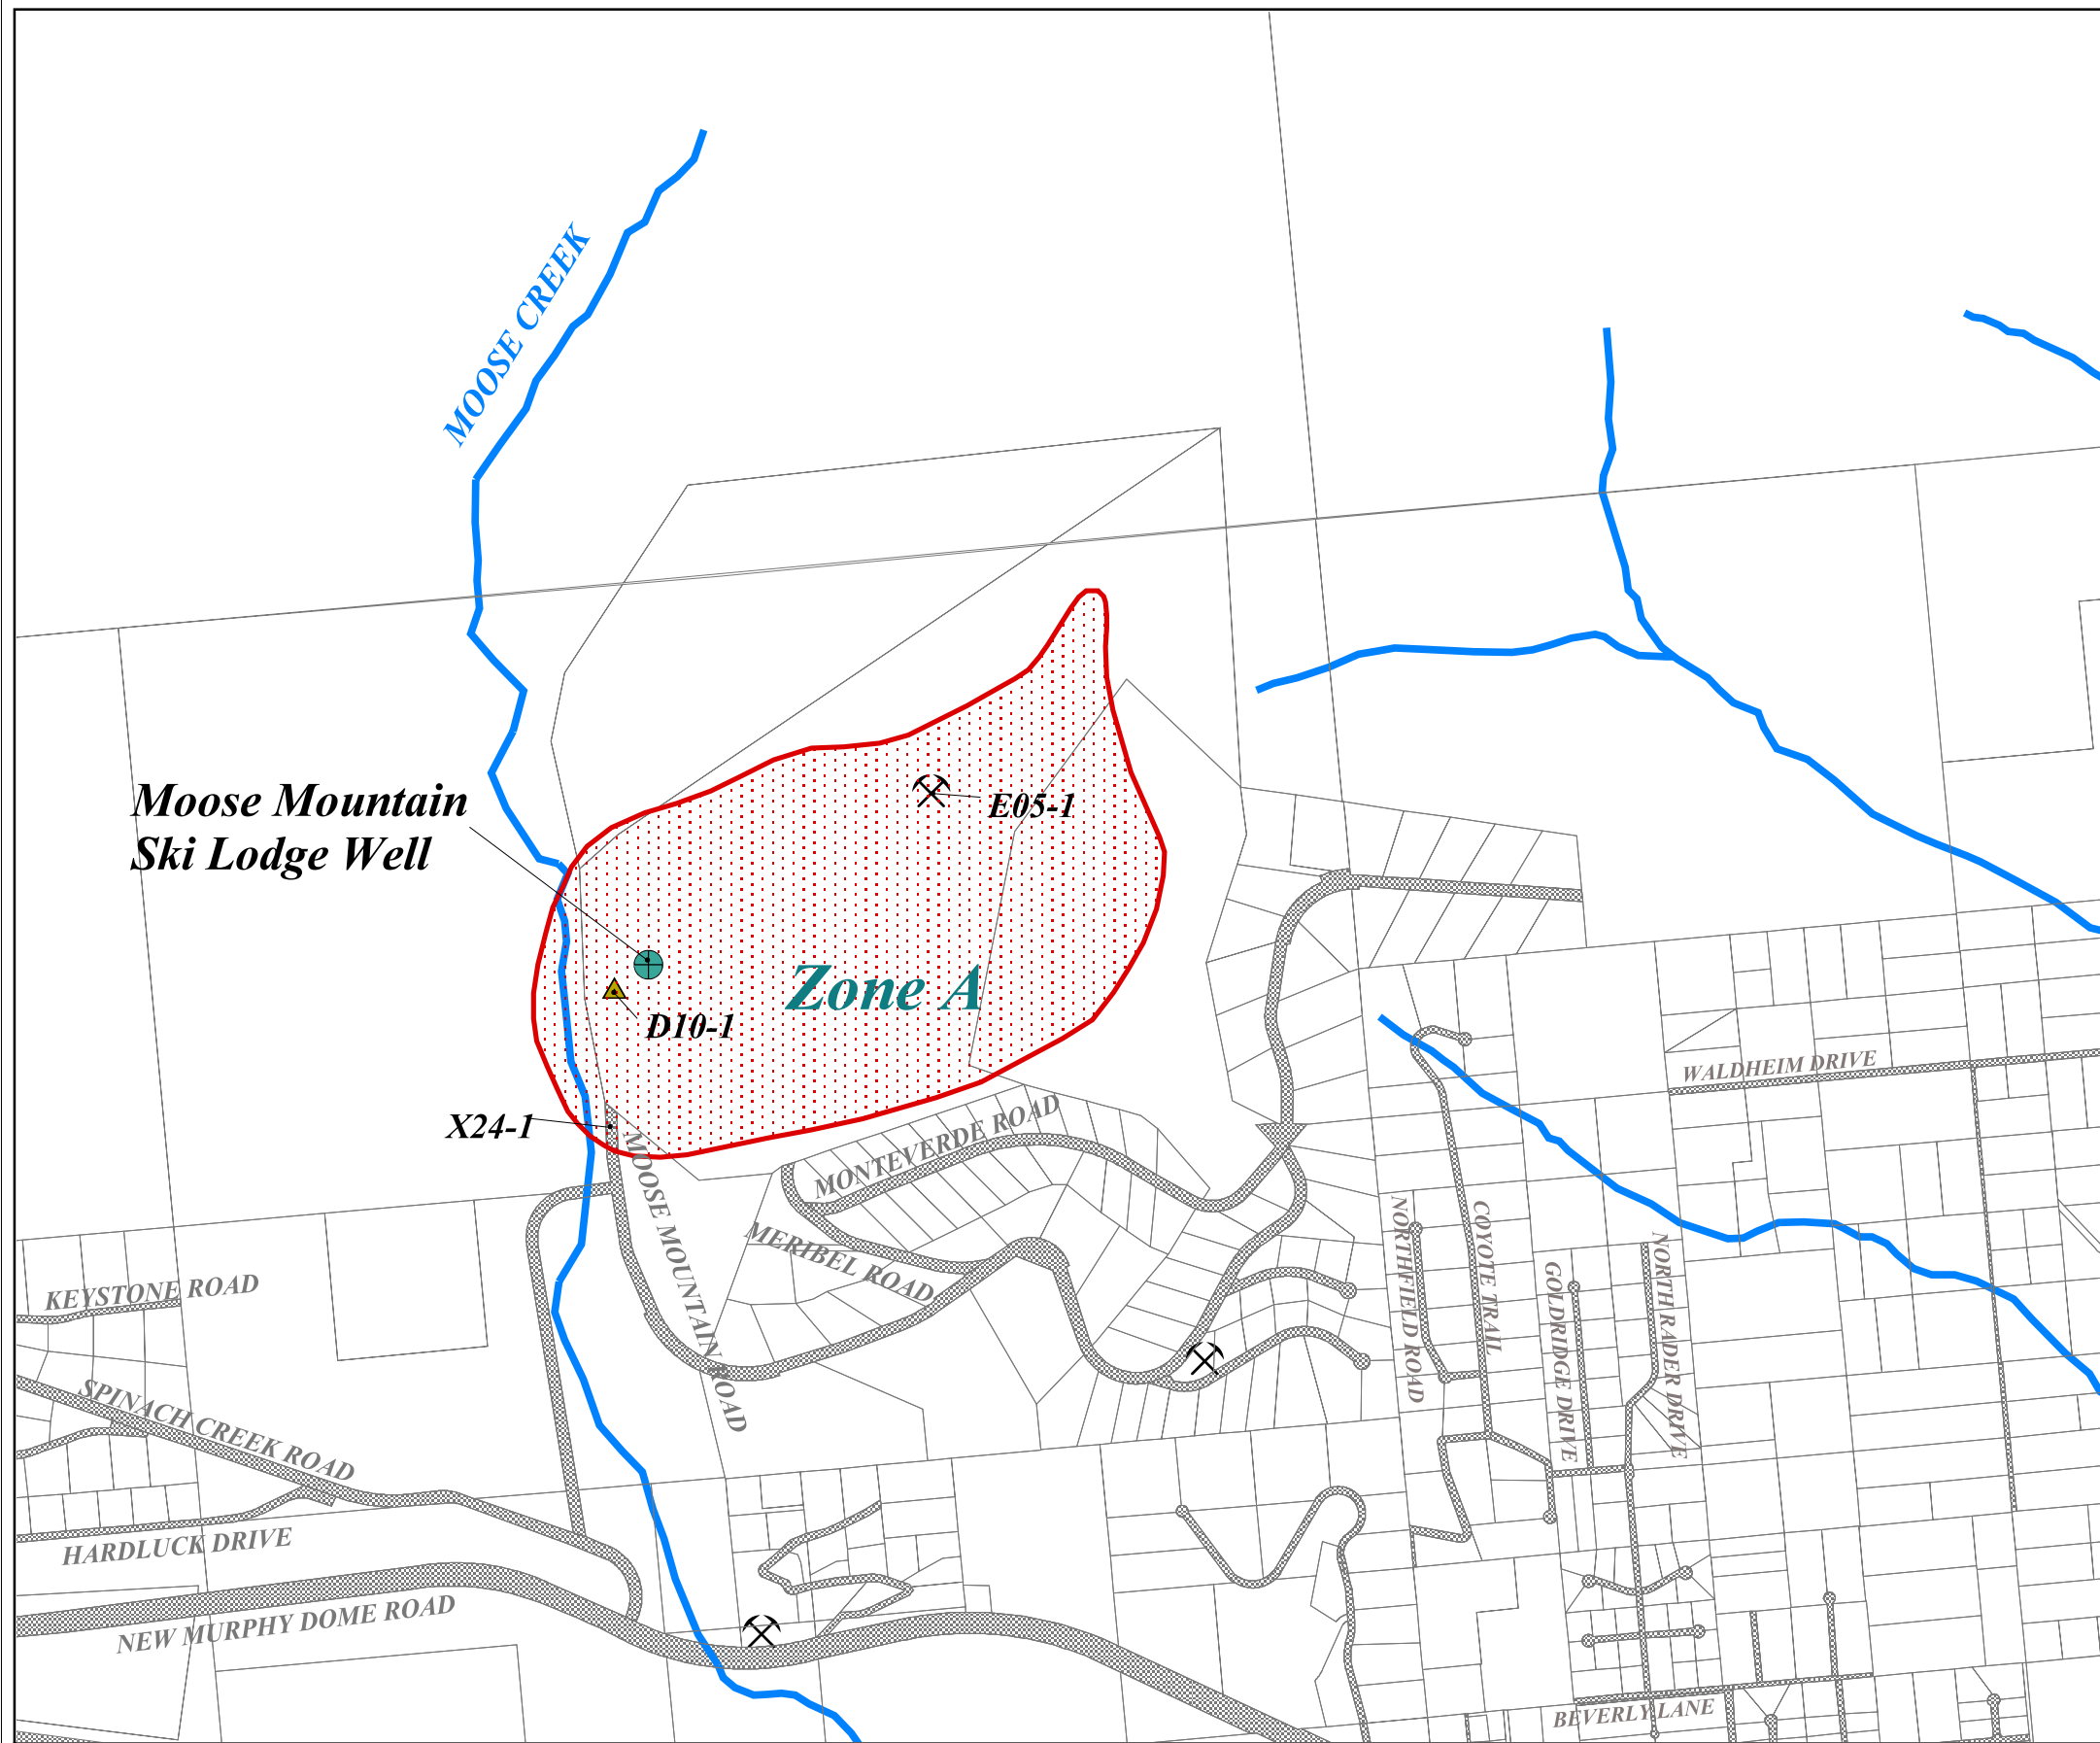 MOOSE CREEK
Moose Mountain
Ski Lodge Well
E05-1
Zone A
D10-1
X24-1
WALDHEIM DRIVE
MONTEVERDE ROAD
MOOSE MOUNTAIN ROAD
MERIBEL ROAD
NORTHFIELD ROAD
COYOTE TRAIL
GOLDRIDGE DRIVE
NORTHRADER DRIVE
KEYSTONE ROAD
SPINACH CREEK ROAD
HARDLUCK DRIVE
NEW MURPHY DOME ROAD
BEVERLY LANE